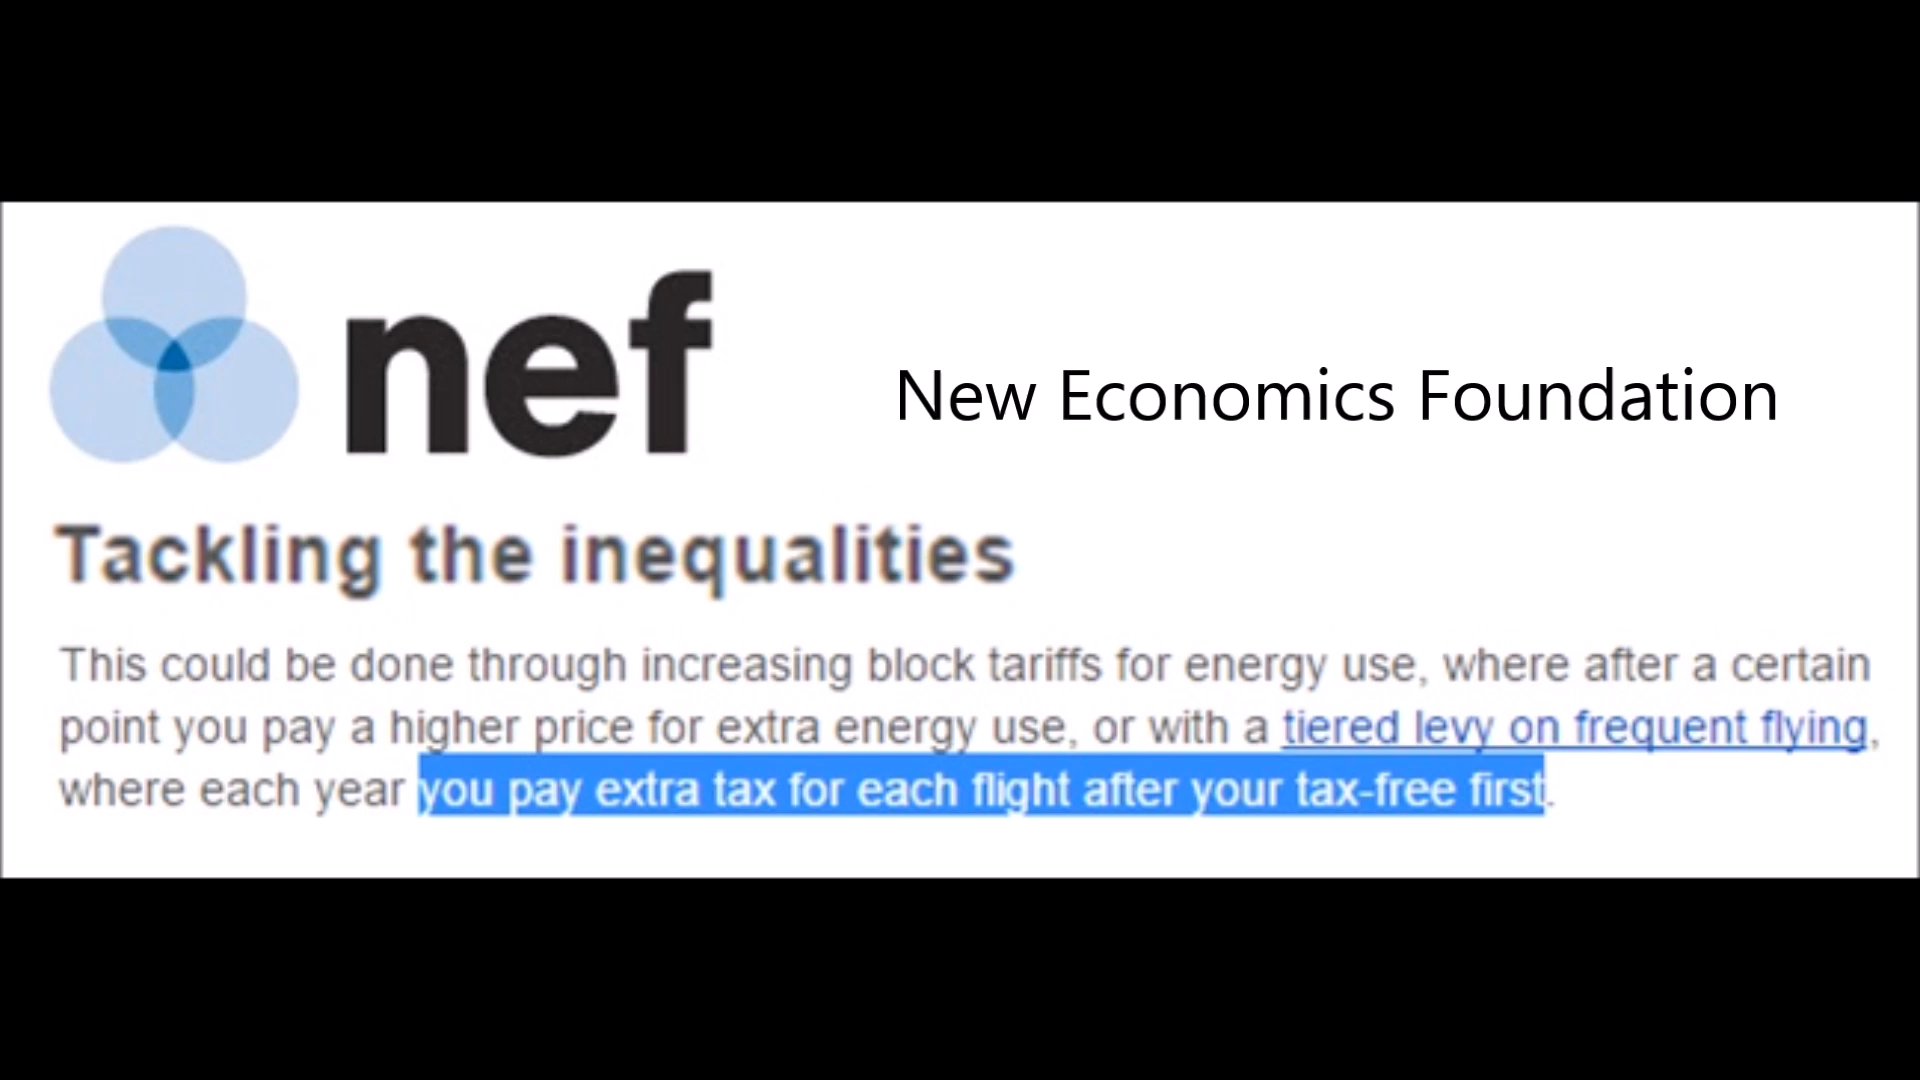 nef
New Economics Foundation
Tackling the inequalities
This could be done through increasing block tariffs for energy use, where after a certain
point you pay a higher price for extra energy use, or with a tiered levy on frequent flying,
where each year you pay extra tax for each flight after your tax-free first.